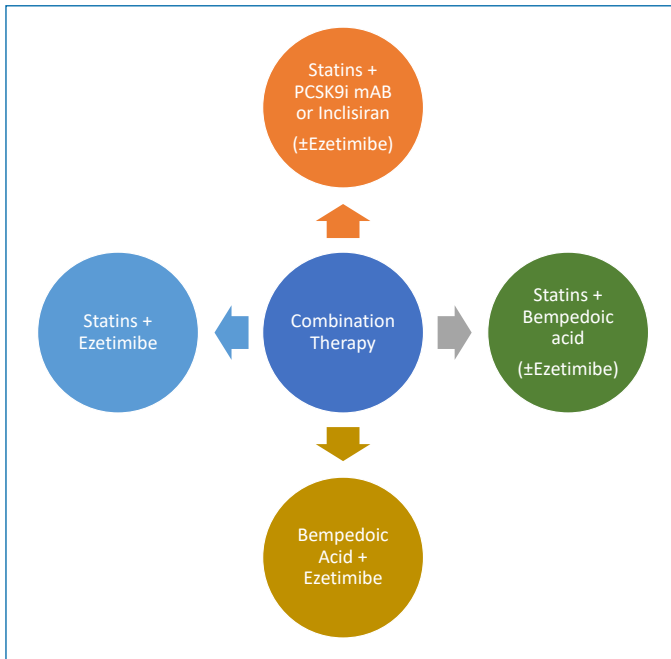 Statins +
PCSK9i mAB
or Inclisiran
(±Ezetimibe)
Statins +
Ezetimibe
Combination
Therapy
Statins +
Bempedoic
acid
(±Ezetimibe)
Bempedoic
Acid +
Ezetimibe